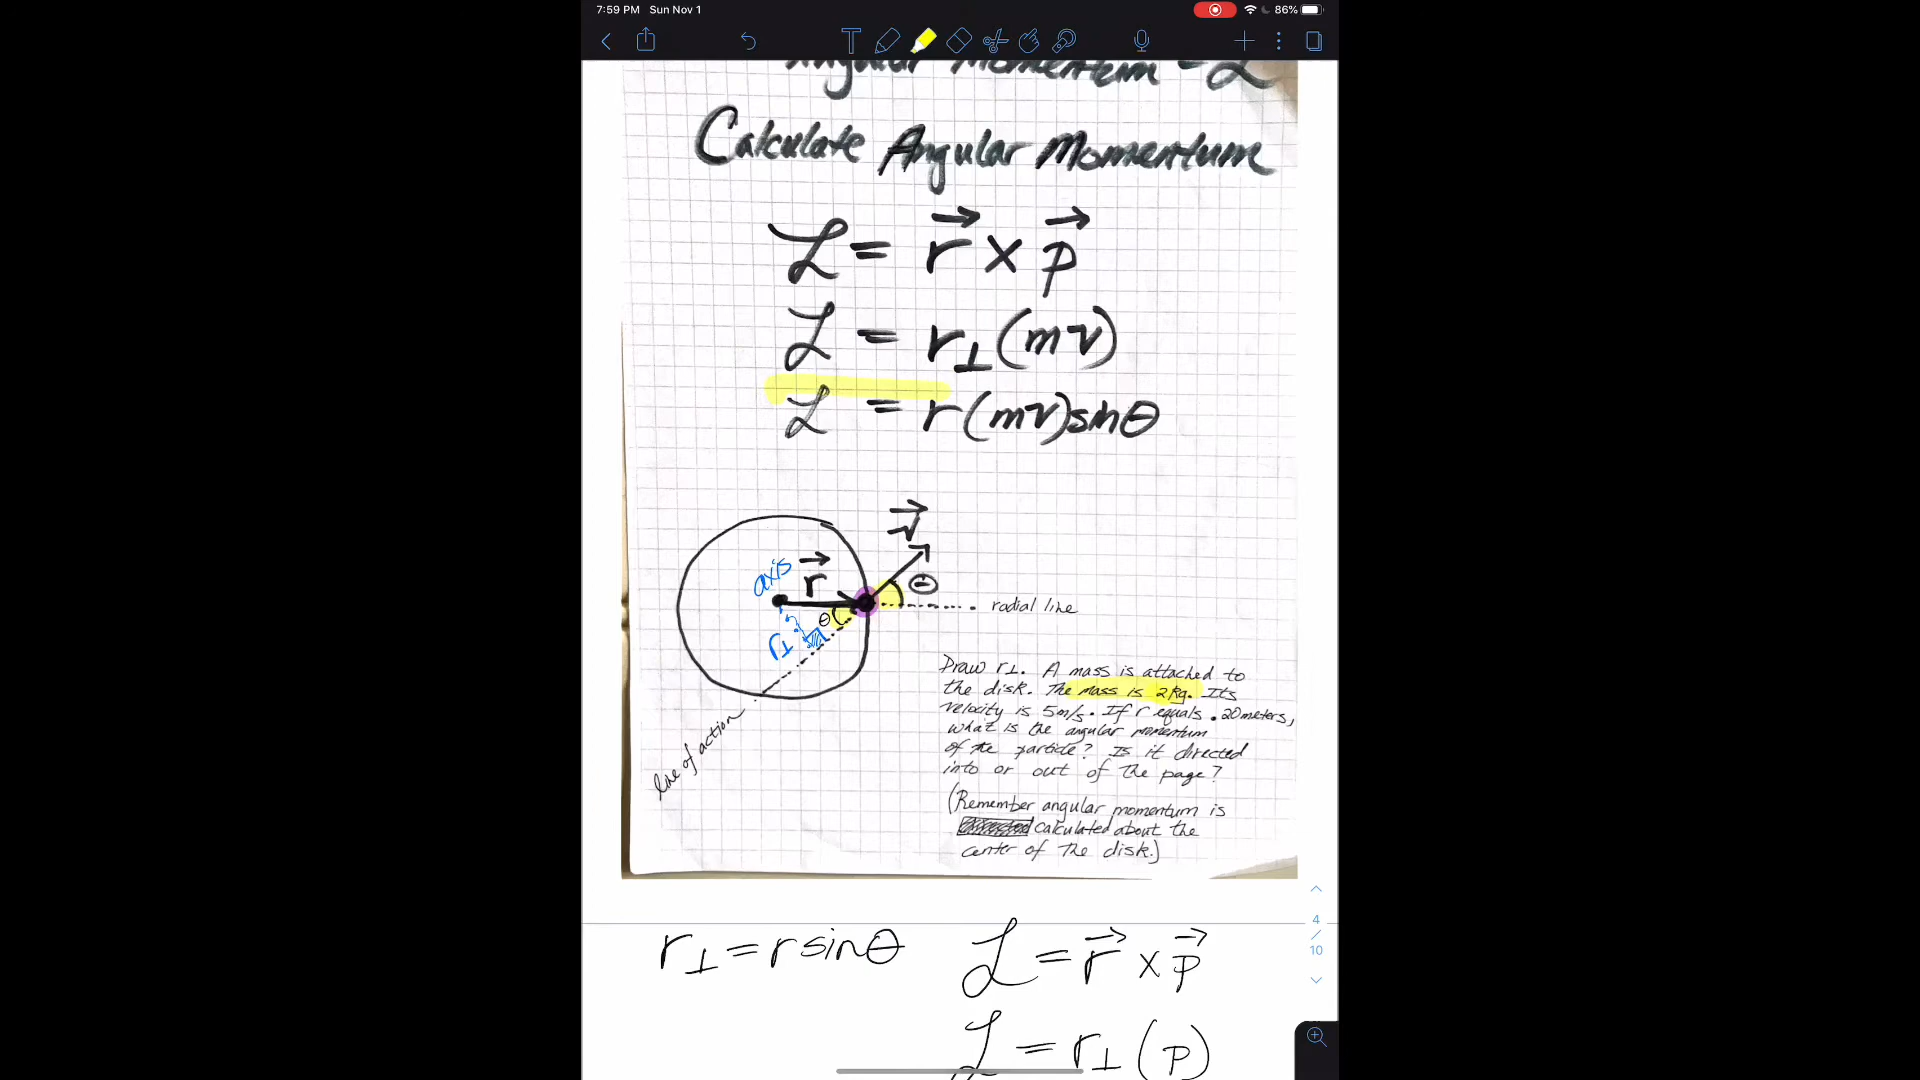 7:59 PM Sun Nov 1
86%
Angular Momentum - L
Calculate Angular Momentum
L = r x p
L = r⊥(mv)
L = r(mv)sinθ
v
axis
r
θ
θ
radial line
r⊥
line of action
Draw r⊥. A mass is attached to
the disk. The mass is 2kg. Its
velocity is 5m/s. If r equals .20meters,
what is the angular momentum
of the particle? Is it directed
into or out of the page?
(Remember angular momentum is
calculated about the
center of the disk.)
4
/
10
r⊥ = r sinθ
L = r x p
L = r⊥ (p)